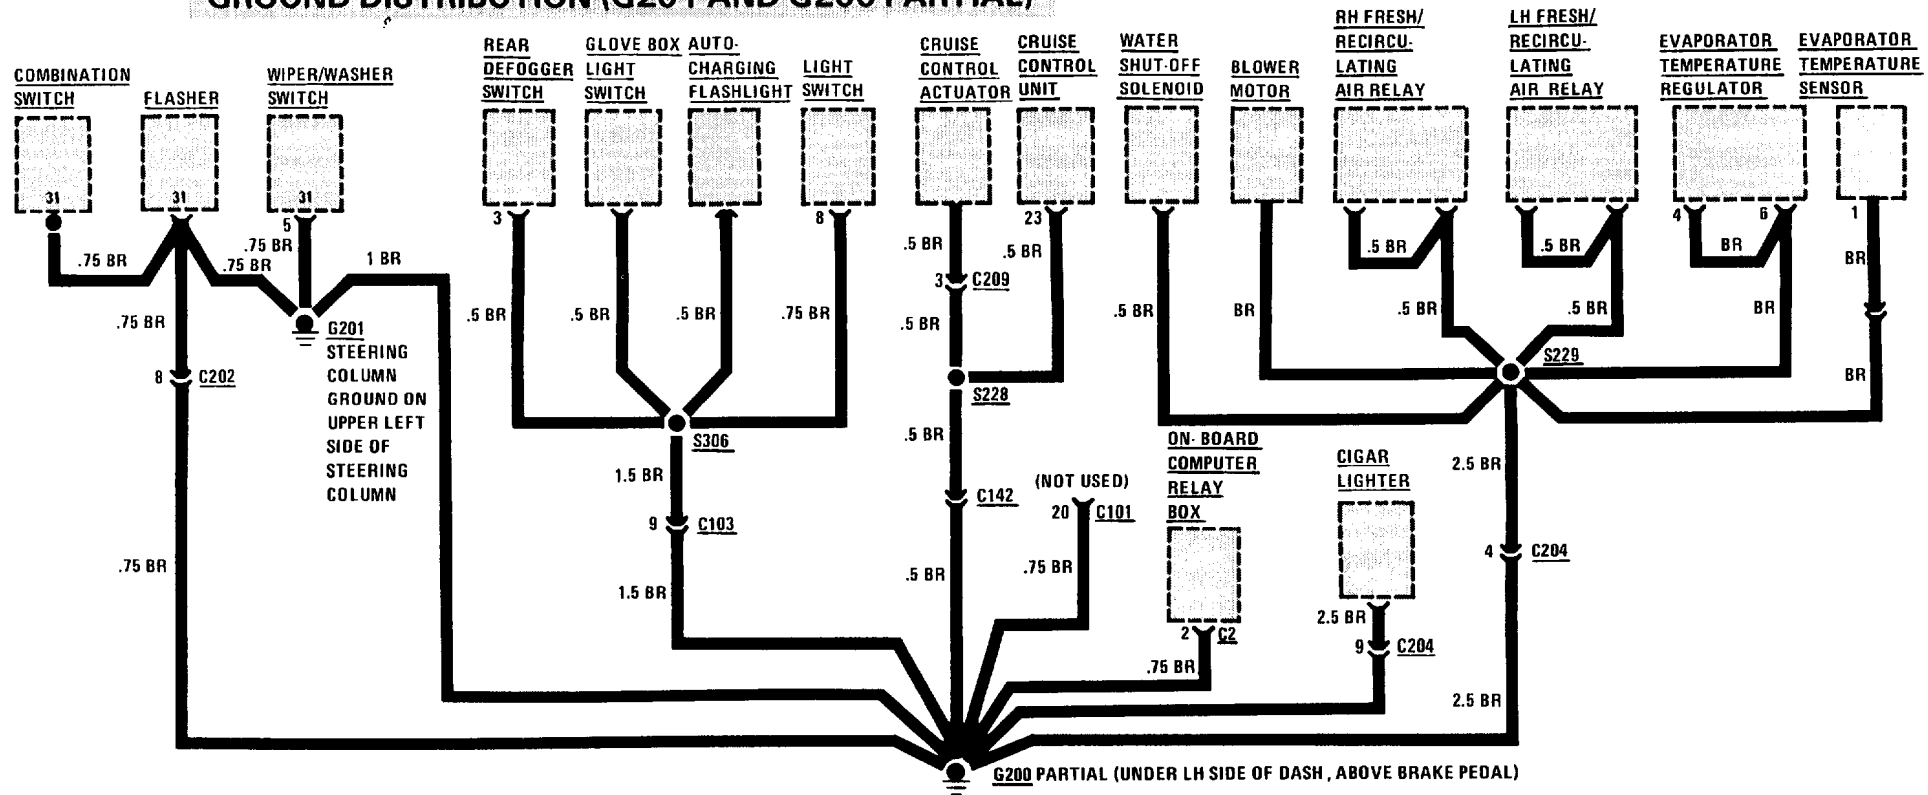 GROUND DISTRIBUTION (G201 AND G200 PARTIAL)
COMBINATION
SWITCH
FLASHER
WIPER/WASHER
SWITCH
REAR
DEFOGGER
SWITCH
GLOVE BOX
LIGHT
SWITCH
AUTO-
CHARGING
FLASHLIGHT
LIGHT
SWITCH
CRUISE
CONTROL
ACTUATOR
CRUISE
CONTROL
UNIT
WATER
SHUT-OFF
SOLENOID
BLOWER
MOTOR
RH FRESH/
RECIRCU-
LATING
AIR RELAY
LH FRESH/
RECIRCU-
LATING
AIR RELAY
EVAPORATOR
TEMPERATURE
REGULATOR
EVAPORATOR
TEMPERATURE
SENSOR
31
31
31
5
3
8
23
4
6
1
.75 BR
.75 BR
.75 BR
1 BR
.5 BR
.5 BR
.5 BR
.5 BR
BR
BR
3 C209
.75 BR
.5 BR
.5 BR
.5 BR
.75 BR
.5 BR
.5 BR
BR
.5 BR
.5 BR
BR
G201
STEERING
COLUMN
GROUND ON
UPPER LEFT
SIDE OF
STEERING
COLUMN
8 C202
S228
S229
BR
S306
.5 BR
1.5 BR
2.5 BR
C142
(NOT USED)
20 C101
ON-BOARD
COMPUTER
RELAY
BOX
CIGAR
LIGHTER
9 C103
4 C204
.75 BR
1.5 BR
.5 BR
.75 BR
2 C2
2.5 BR
9 C204
.75 BR
2.5 BR
G200 PARTIAL (UNDER LH SIDE OF DASH, ABOVE BRAKE PEDAL)